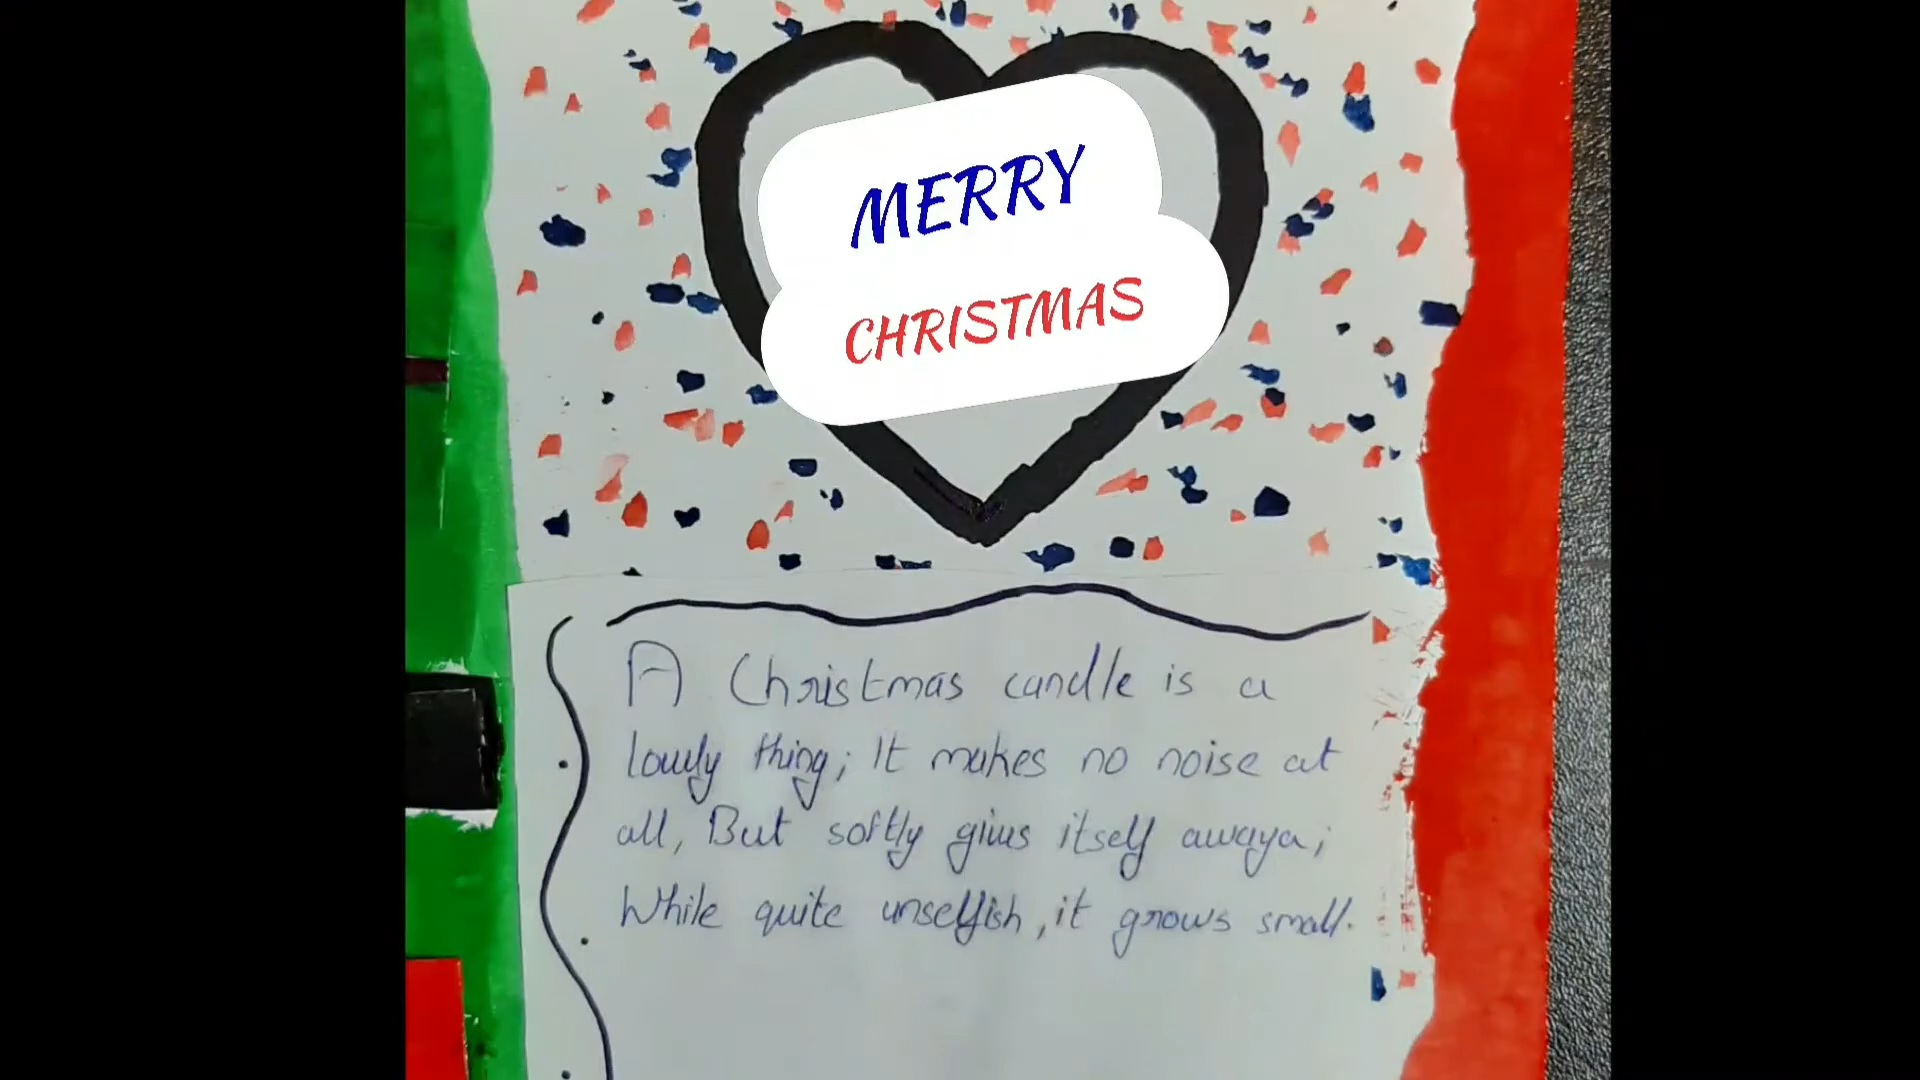 MERRY
CHRISTMAS
A Christmas candle is a
lovely thing; It makes no noise at
all, But softly gives itself awaya;
While quite unselfish, it grows small.